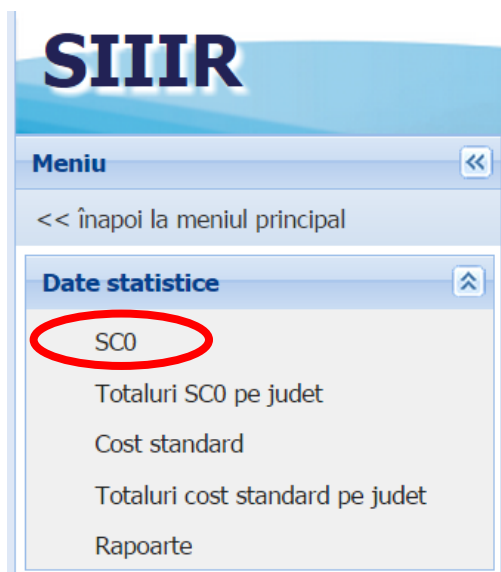 SIIIR
Meniu
<< înapoi la meniul principal
Date statistice
SC0
Totaluri SC0 pe judet
Cost standard
Totaluri cost standard pe judet
Rapoarte